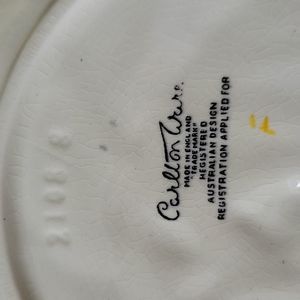 Carlton Ware
MADE IN ENGLAND
"TRADE MARK"
REGISTERED
AUSTRALIAN DESIGN
REGISTRATION APPLIED FOR